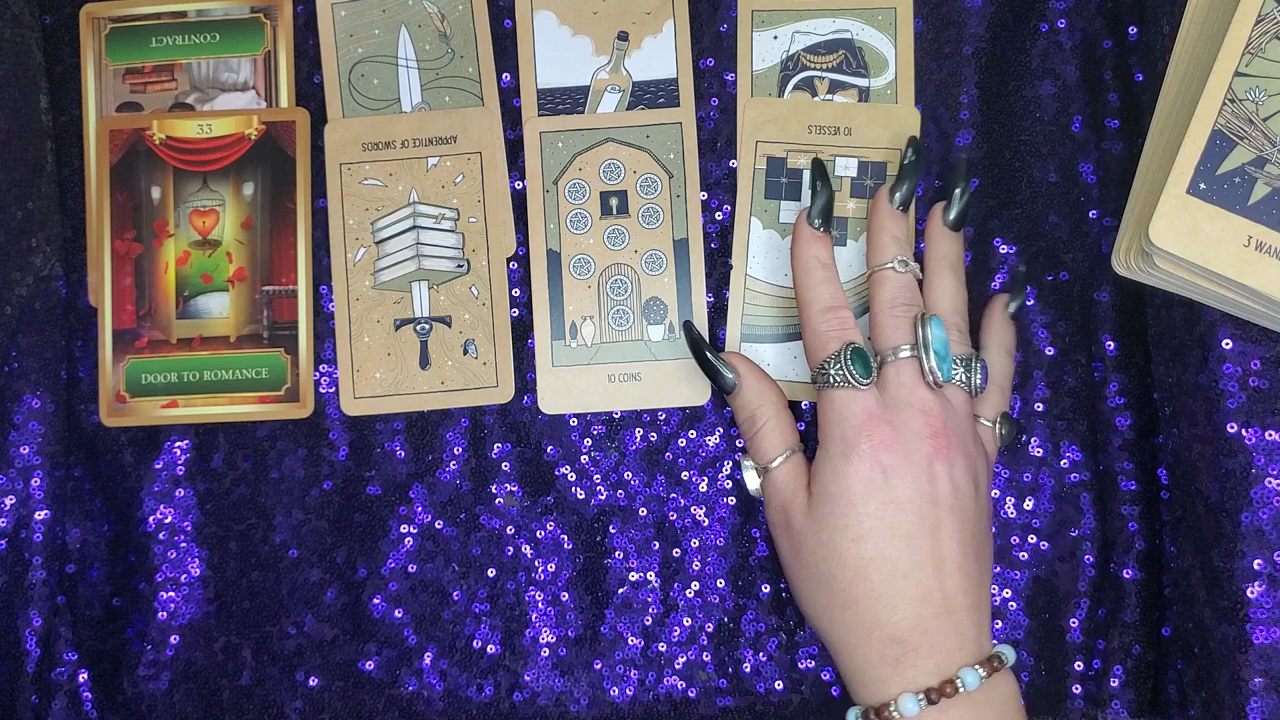 CONTRACT
33
DOOR TO ROMANCE
APPRENTICE OF SWORDS
10 COINS
10 VESSELS
3 WAN